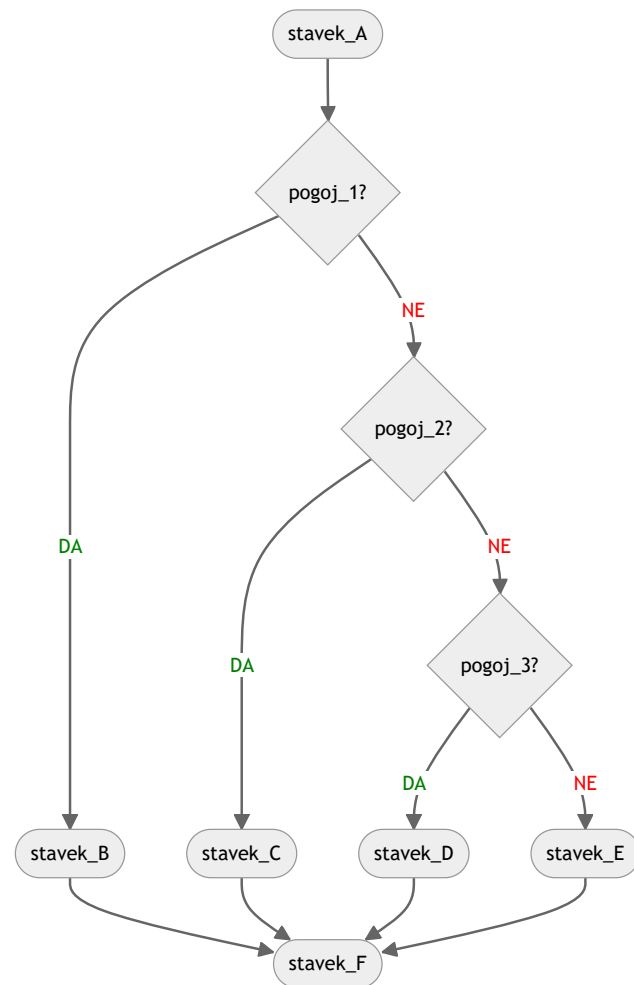 stavek_A
pogoj_1?
NE
pogoj_2?
DA
NE
DA
pogoj_3?
DA
NE
stavek_B
stavek_C
stavek_D
stavek_E
stavek_F